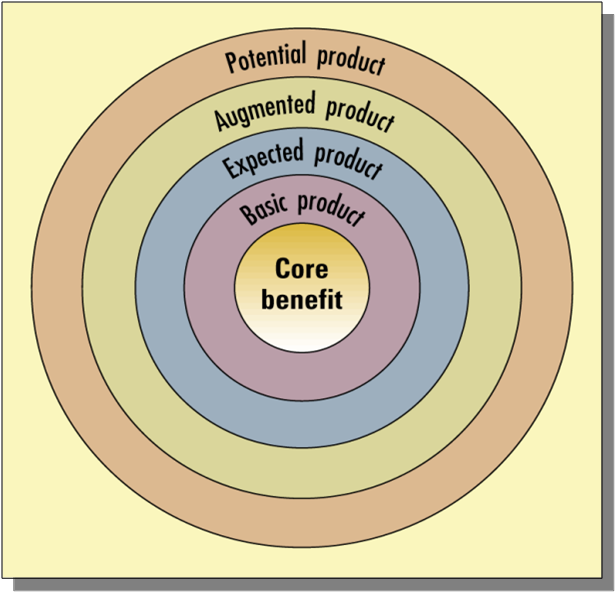 Potential product
Augmented product
Expected product
Basic product
Core
benefit